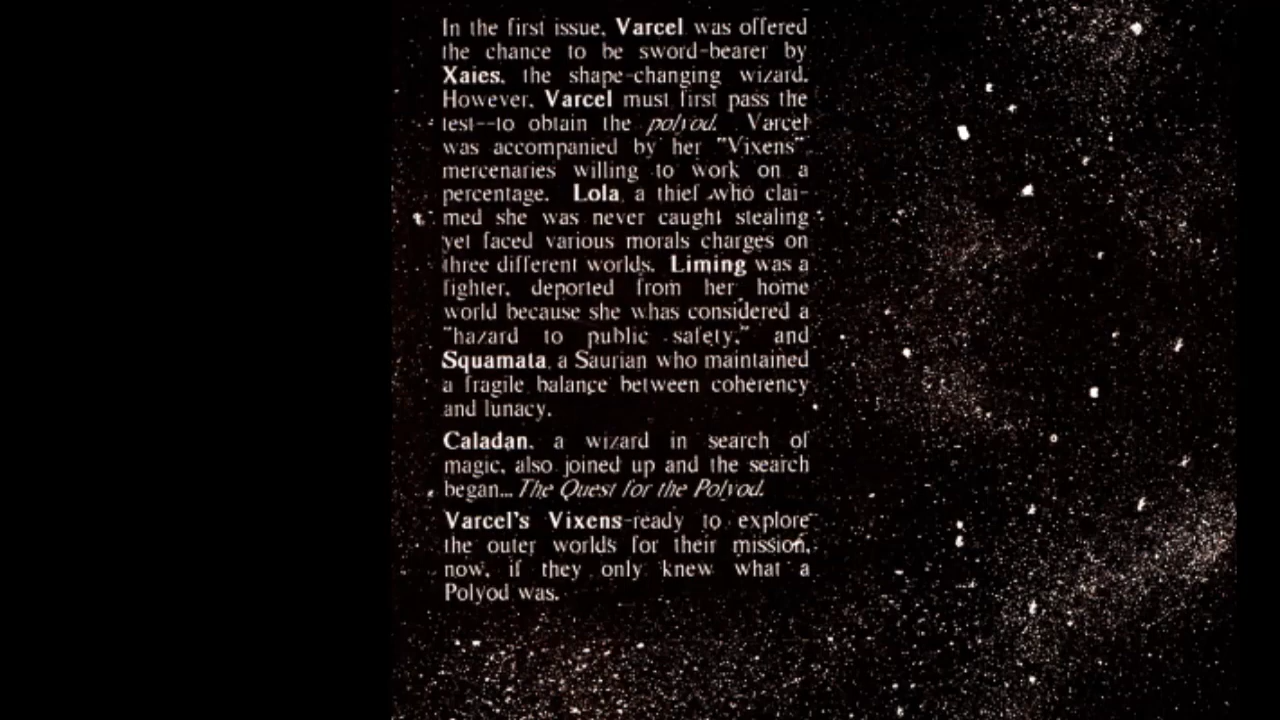 In the first issue, Varcel was offered
the chance to be sword-bearer by
Xaies, the shape-changing wizard.
However, Varcel must first pass the
test--to obtain the polyod. Varcel
was accompanied by her "Vixens"
mercenaries willing to work on a
percentage. Lola, a thief who clai-
med she was never caught stealing
yet faced various morals charges on
three different worlds. Liming was a
fighter, deported from her home
world because she whas considered a
"hazard to public safety," and
Squamata, a Saurian who maintained
a fragile balance between coherency
and lunacy.
Caladan, a wizard in search of
magic, also joined up and the search
began... The Quest for the Polyod.
Varcel's Vixens-ready to explore
the outer worlds for their mission,
now, if they only knew what a
Polyod was.